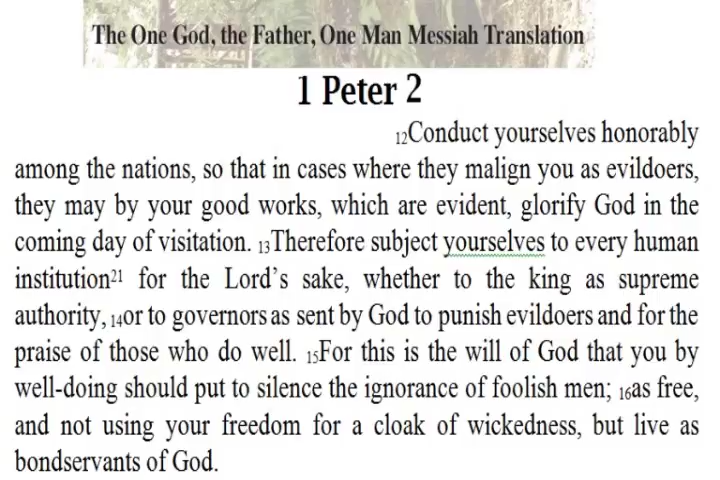 The One God, the Father, One Man Messiah Translation
1 Peter 2
12Conduct yourselves honorably
among the nations, so that in cases where they malign you as evildoers,
they may by your good works, which are evident, glorify God in the
coming day of visitation. 13Therefore subject yourselves to every human
institution21 for the Lord's sake, whether to the king as supreme
authority, 14or to governors as sent by God to punish evildoers and for the
praise of those who do well. 15For this is the will of God that you by
well-doing should put to silence the ignorance of foolish men; 16as free,
and not using your freedom for a cloak of wickedness, but live as
bondservants of God.